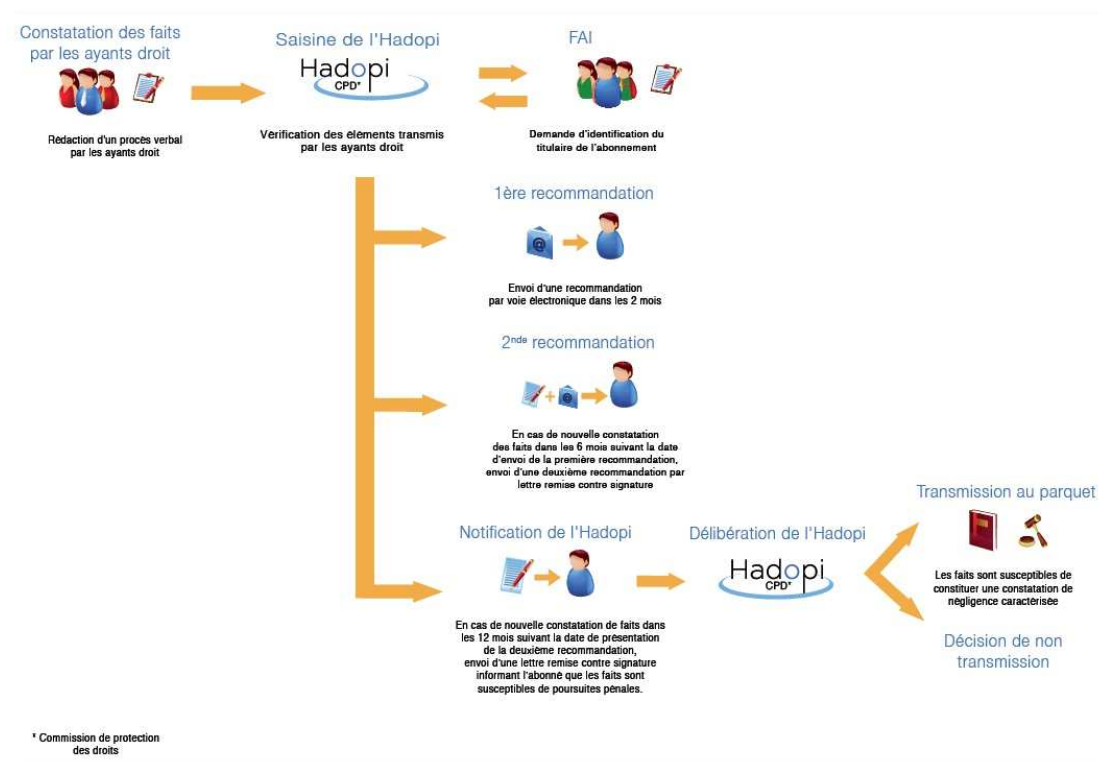 Constatation des faits
par les ayants droit
Rédaction d'un procès verbal
par les ayants droit
Saisine de l'Hadopi
Hadopi
CPD*
Vérification des éléments transmis
par les ayants droit
FAI
Demande d'identification du
titulaire de l'abonnement
1ère recommandation
@
Envoi d'une recommandation
par voie électronique dans les 2 mois
2nde recommandation
@
En cas de nouvelle constatation
des faits dans les 6 mois suivant la date
d'envoi de la première recommandation,
envoi d'une deuxième recommandation par
lettre remise contre signature
Notification de l'Hadopi
En cas de nouvelle constatation de faits dans
les 12 mois suivant la date de présentation
de la deuxième recommandation,
envoi d'une lettre remise contre signature
informant l'abonné que les faits sont
susceptibles de poursuites pénales.
Délibération de l'Hadopi
Hadopi
CPD*
Transmission au parquet
Les faits sont susceptibles de
constituer une constatation de
négligence caractérisée
Décision de non
transmission
* Commission de protection
des droits